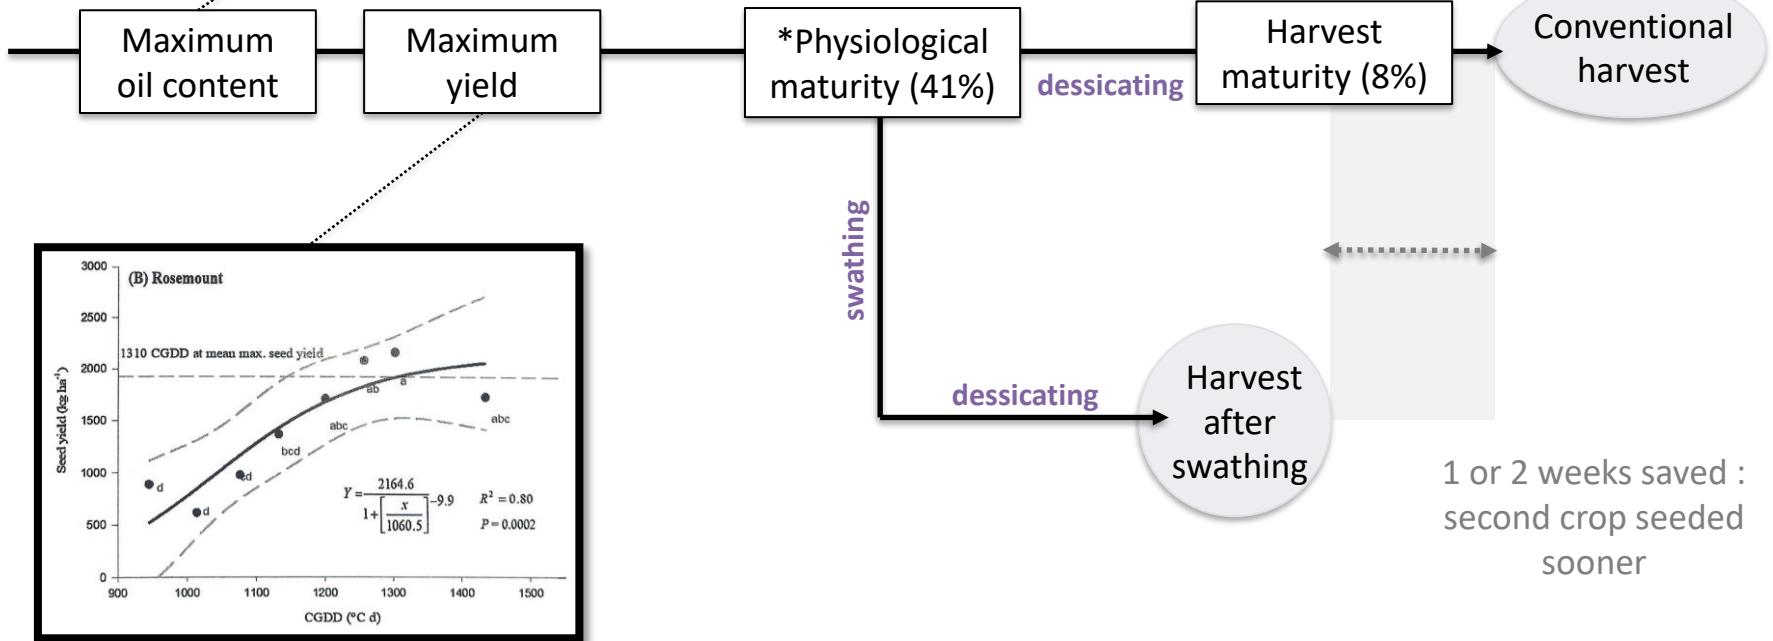 Maximum
oil content
Maximum
yield
*Physiological
maturity (41%)
dessicating
Harvest
maturity (8%)
Conventional
harvest
swathing
dessicating
Harvest
after
swathing
1 or 2 weeks saved :
second crop seeded
sooner
(B) Rosemount
3000
2500
2000
1500
1000
500
0
Seed yield (kg ha⁻¹)
1310 CGDD at mean max. seed yield
d
d
cd
bcd
abc
ab
a
abc
Y = 2164.6 / 1 + [x / 1060.5] –9.9
R² = 0.80
P = 0.0002
900 1000 1100 1200 1300 1400 1500
CGDD (°C d)